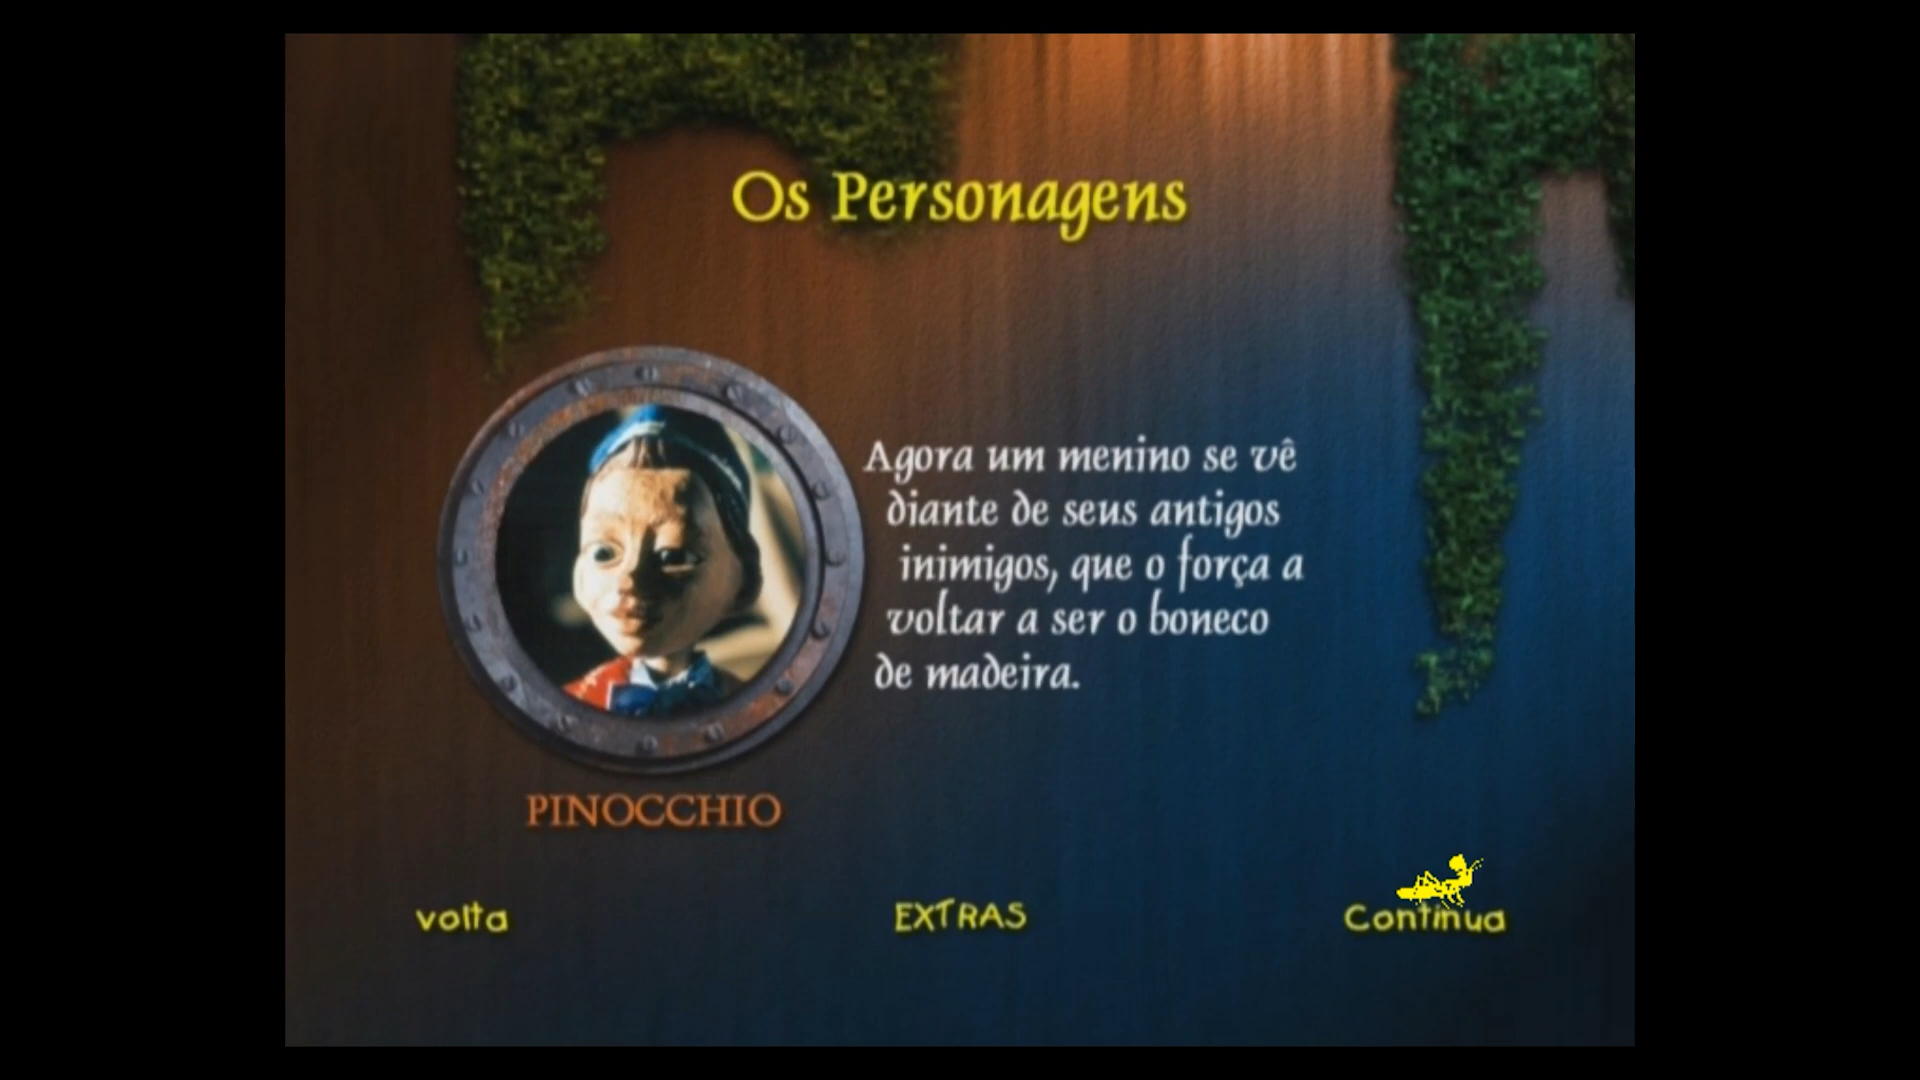 Os Personagens
Agora um menino se vê
diante de seus antigos
inimigos, que o força a
voltar a ser o boneco
de madeira.
PINOCCHIO
volta
EXTRAS
Continua